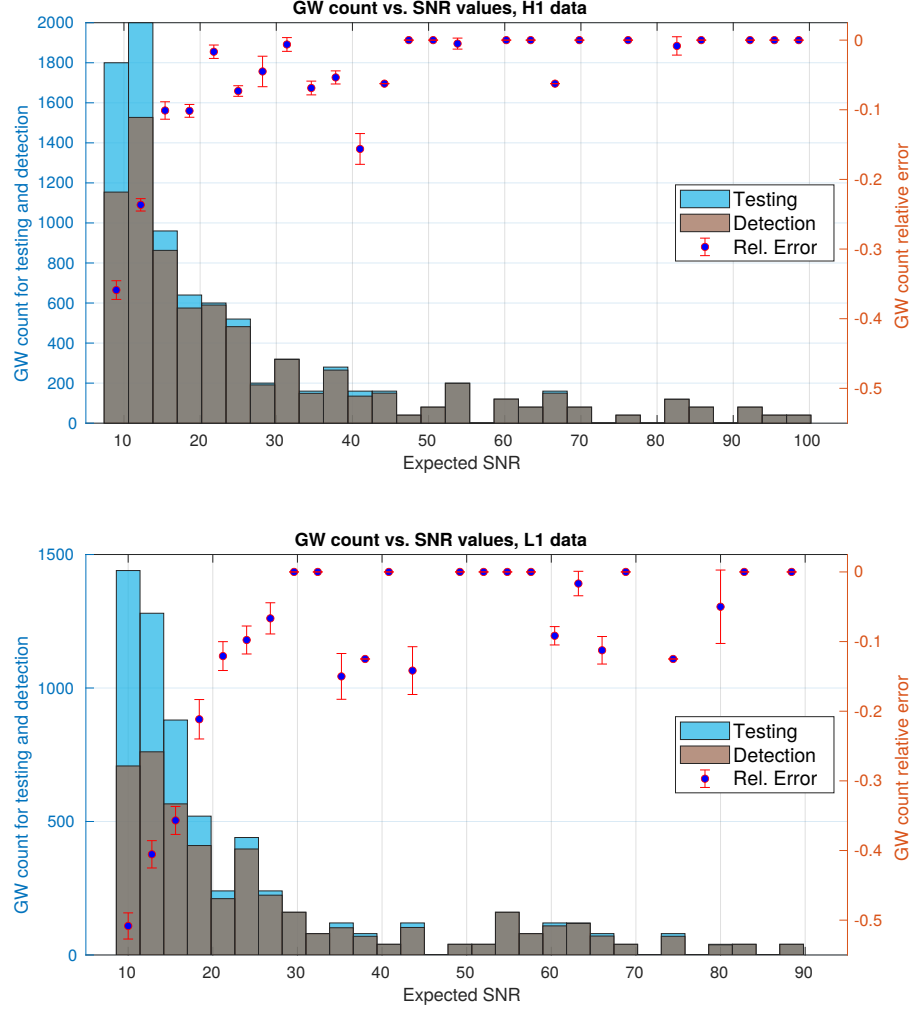 GW count vs. SNR values, H1 data
GW count for testing and detection
2000
1800
1600
1400
1200
1000
800
600
400
200
0
10 20 30 40 50 60 70 80 90 100
Expected SNR
0
-0.1
-0.2
-0.3
-0.4
-0.5
GW count relative error
Testing
Detection
Rel. Error
GW count vs. SNR values, L1 data
GW count for testing and detection
1500
1000
500
0
10 20 30 40 50 60 70 80 90
Expected SNR
0
-0.1
-0.2
-0.3
-0.4
-0.5
GW count relative error
Testing
Detection
Rel. Error